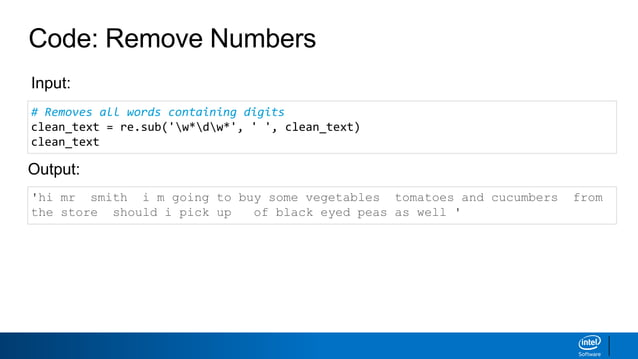 Code: Remove Numbers
Input:
# Removes all words containing digits
clean_text = re.sub('\w*\d\w*', ' ', clean_text)
clean_text
Output:
'hi mr  smith  i m going to buy some vegetables  tomatoes and cucumbers  from
the store  should i pick up   of black eyed peas as well '
intel
Software